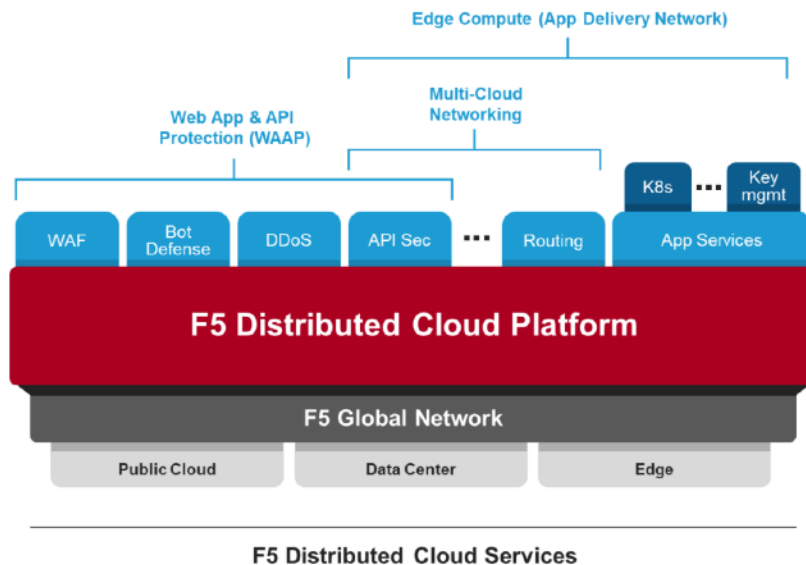 Edge Compute (App Delivery Network)
Multi-Cloud
Networking
Web App & API
Protection (WAAP)
K8s
Key
mgmt
WAF
Bot
Defense
DDoS
API Sec
Routing
App Services
F5 Distributed Cloud Platform
F5 Global Network
Public Cloud
Data Center
Edge
F5 Distributed Cloud Services